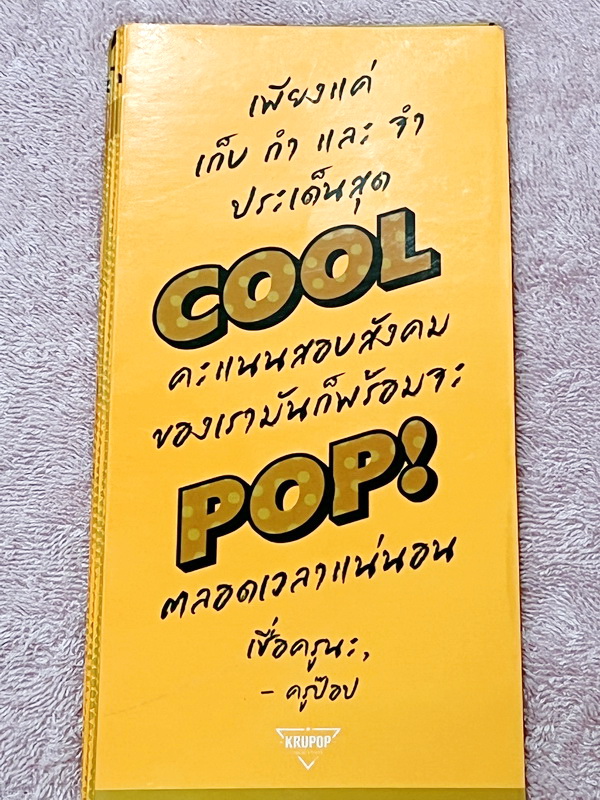 เพียงแค่
เก็บ กำ และ จำ
ประเด็นสุด
COOL
คะแนนสอบสังคม
ของเรามันก็พร้อมจะ
POP!
ตลอดเวลาแน่นอน
เชื่อครูนะ,
- ครูป๊อป
KRUPOP